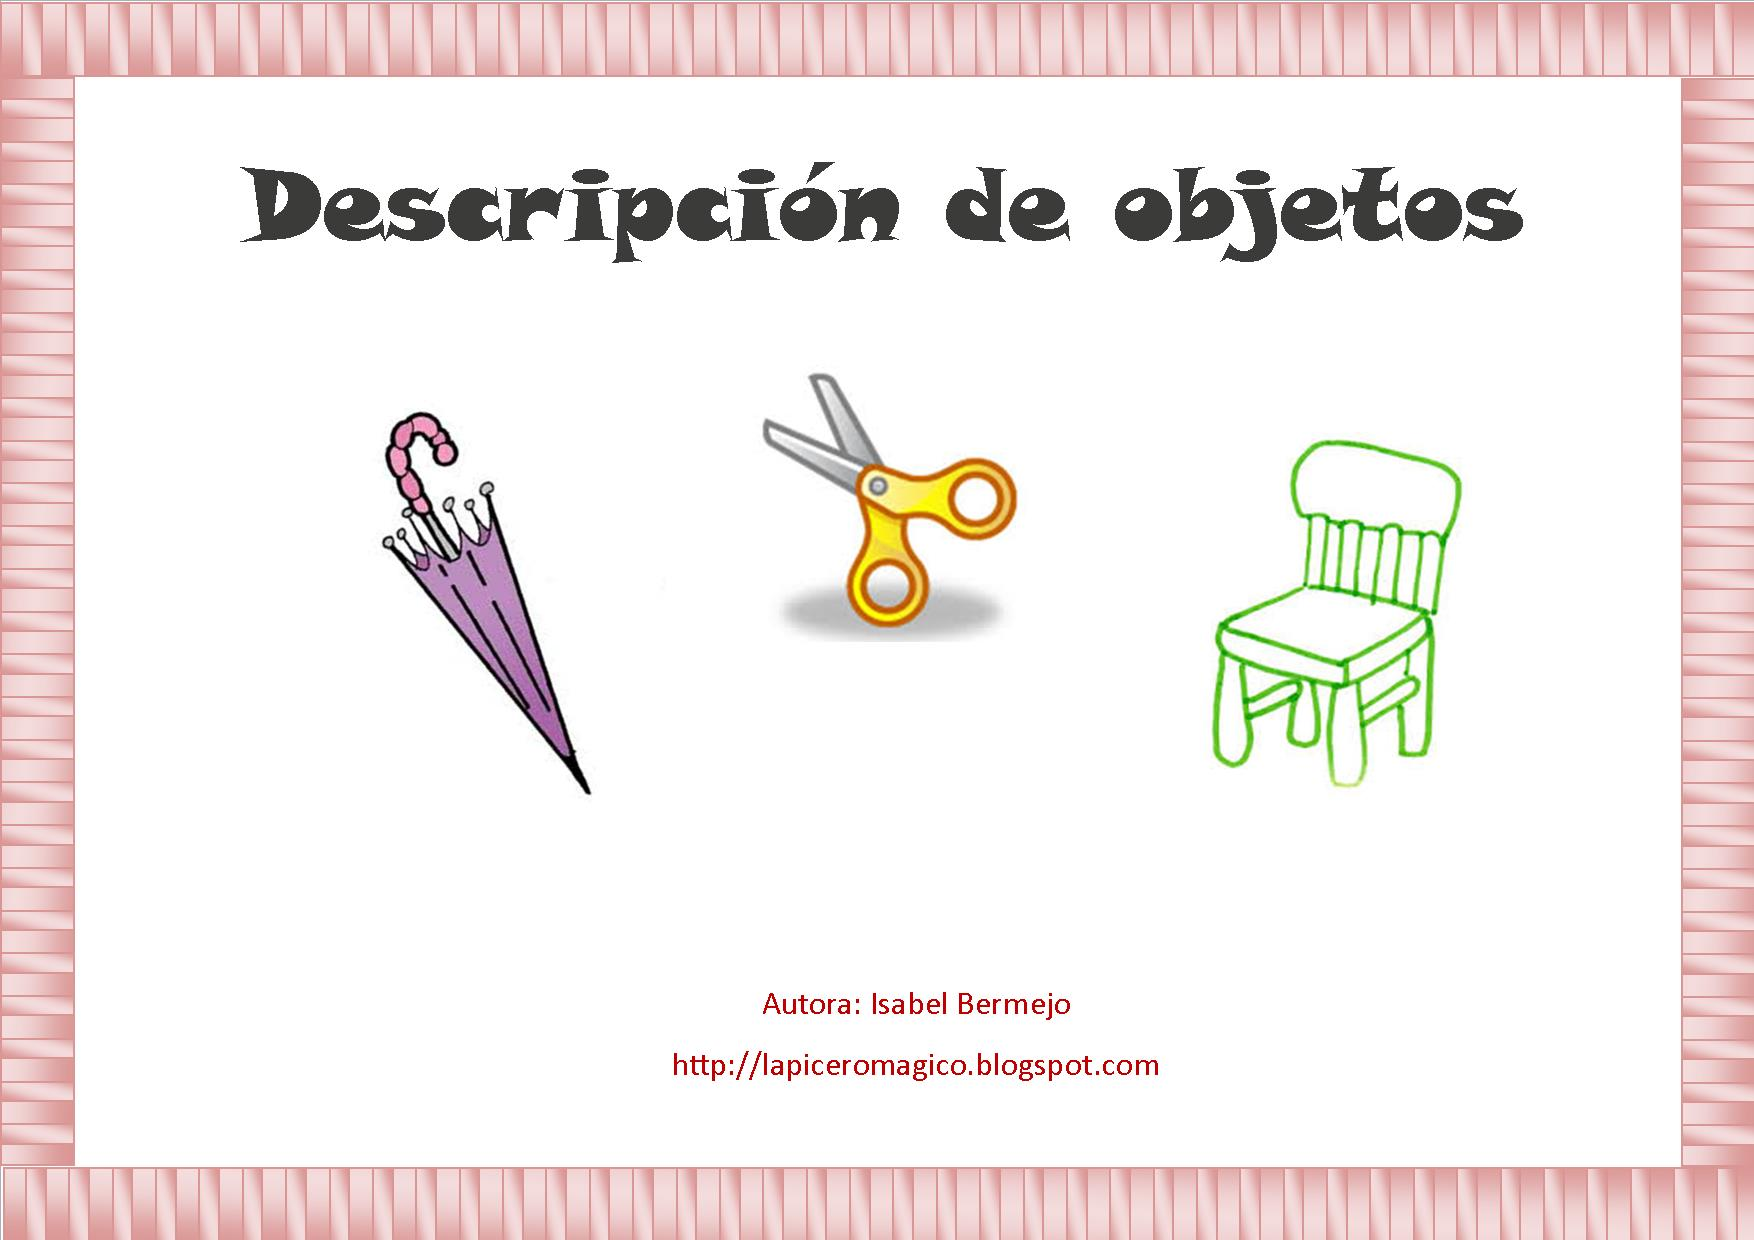 Descripción de objetos
Autora: Isabel Bermejo
http://lapiceromagico.blogspot.com